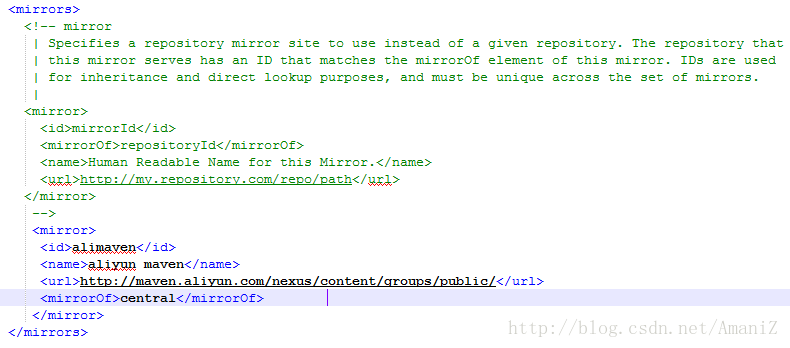 <mirrors>
<!-- mirror
| Specifies a repository mirror site to use instead of a given repository. The repository that
| this mirror serves has an ID that matches the mirrorOf element of this mirror. IDs are used
| for inheritance and direct lookup purposes, and must be unique across the set of mirrors.
|
<mirror>
<id>mirrorId</id>
<mirrorOf>repositoryId</mirrorOf>
<name>Human Readable Name for this Mirror.</name>
<url>http://my.repository.com/repo/path</url>
</mirror>
-->
<mirror>
<id>alimaven</id>
<name>aliyun maven</name>
<url>http://maven.aliyun.com/nexus/content/groups/public/</url>
<mirrorOf>central</mirrorOf>
</mirror>
</mirrors>
http://blog.csdn.net/AmaniZ